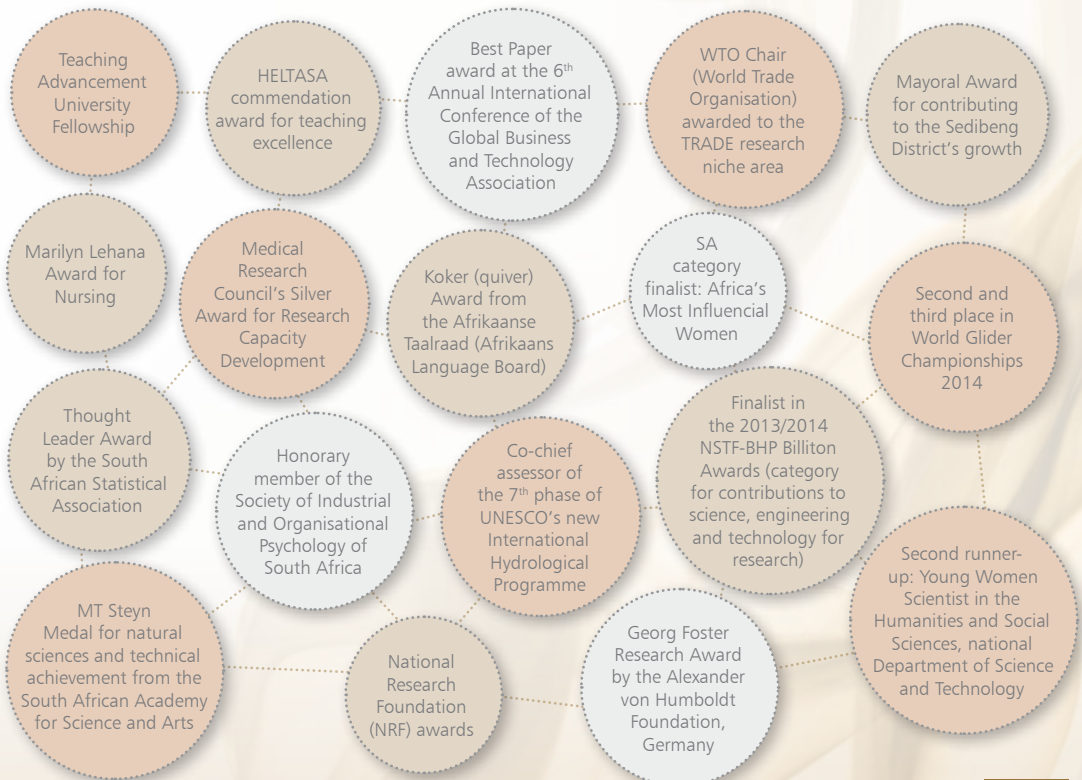 Teaching
Advancement
University
Fellowship
HELTASA
commendation
award for teaching
excellence
Best Paper
award at the 6th
Annual International
Conference of the
Global Business
and Technology
Association
WTO Chair
(World Trade
Organisation)
awarded to the
TRADE research
niche area
Mayoral Award
for contributing
to the Sedibeng
District's growth
Marilyn Lehana
Award for
Nursing
Medical
Research
Council's Silver
Award for Research
Capacity
Development
Koker (quiver)
Award from
the Afrikaanse
Taalraad (Afrikaans
Language Board)
SA
category
finalist: Africa's
Most Influencial
Women
Second and
third place in
World Glider
Championships
2014
Thought
Leader Award
by the South
African Statistical
Association
Honorary
member of the
Society of Industrial
and Organisational
Psychology of
South Africa
Co-chief
assessor of
the 7th phase of
UNESCO's new
International
Hydrological
Programme
Finalist in
the 2013/2014
NSTF-BHP Billiton
Awards (category
for contributions to
science, engineering
and technology for
research)
Second runner-
up: Young Women
Scientist in the
Humanities and Social
Sciences, national
Department of Science
and Technology
MT Steyn
Medal for natural
sciences and technical
achievement from the
South African Academy
for Science and Arts
National
Research
Foundation
(NRF) awards
Georg Foster
Research Award
by the Alexander
von Humboldt
Foundation,
Germany